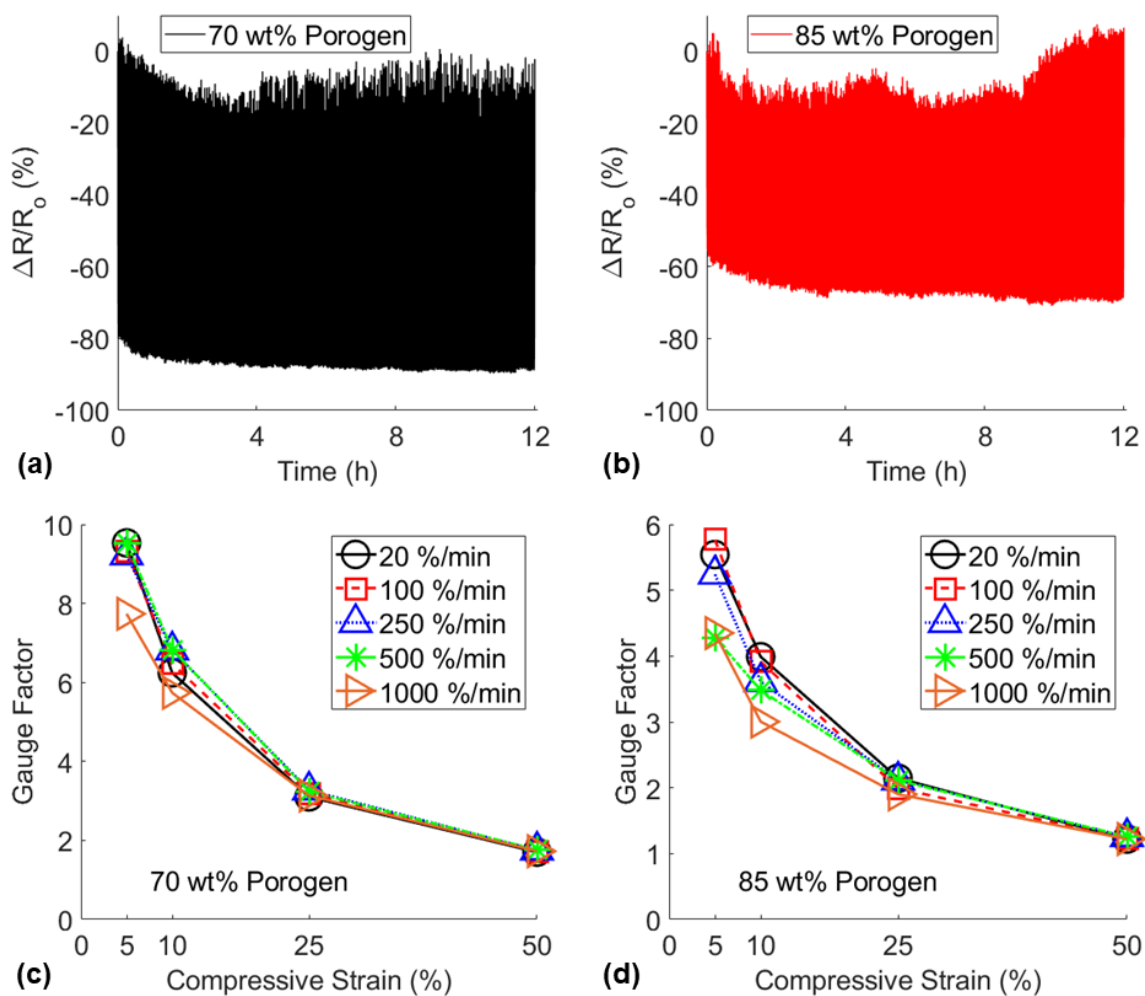 70 wt% Porogen
0
-20
-40
-60
-80
-100
ΔR/Ro (%)
0 4 8 12
Time (h)
(a)
85 wt% Porogen
0
-20
-40
-60
-80
-100
ΔR/Ro (%)
0 4 8 12
Time (h)
(b)
10
8
6
4
2
0
Gauge Factor
20 %/min
100 %/min
250 %/min
500 %/min
1000 %/min
70 wt% Porogen
0 5 10 25 50
Compressive Strain (%)
(c)
6
5
4
3
2
1
0
Gauge Factor
20 %/min
100 %/min
250 %/min
500 %/min
1000 %/min
85 wt% Porogen
0 5 10 25 50
Compressive Strain (%)
(d)